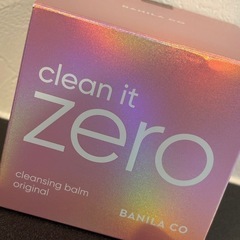 clean it
zero
cleansing balm
original
BANILA CO